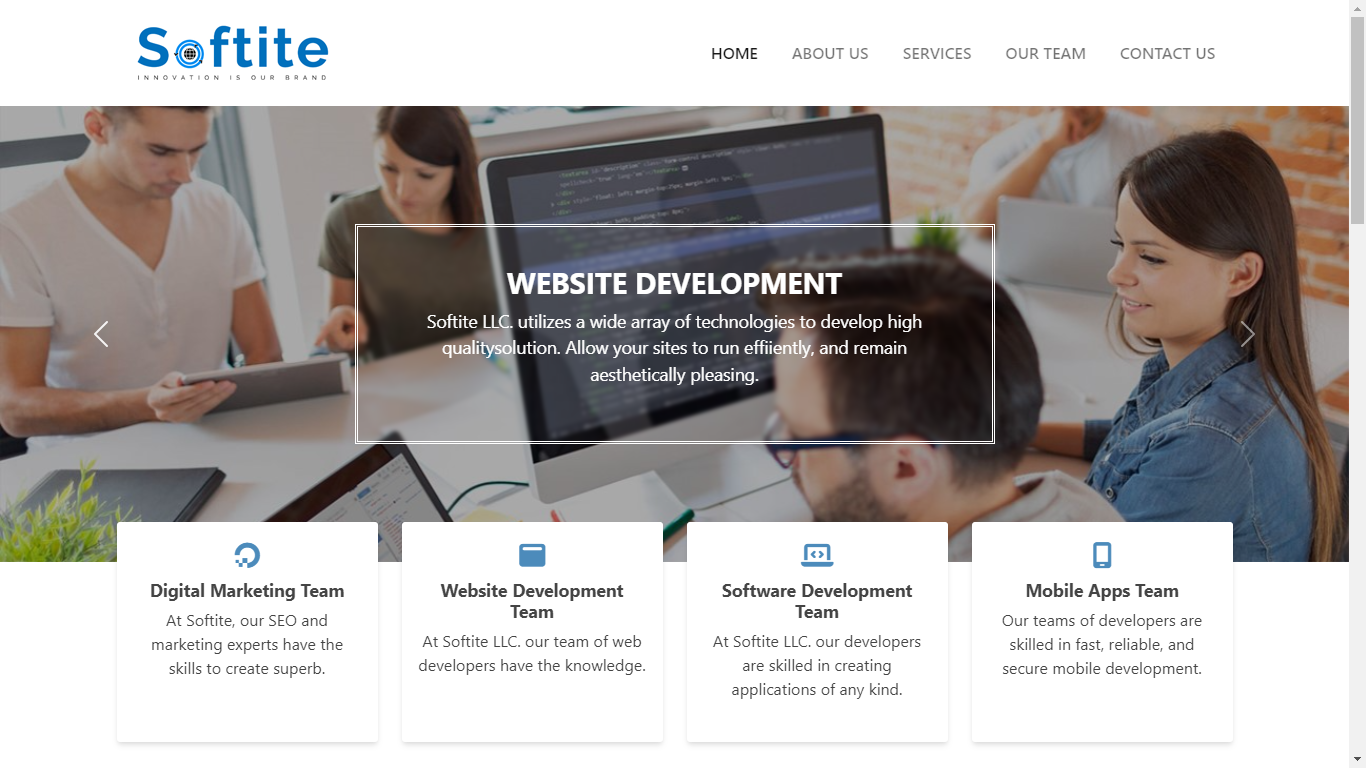 Softite
INNOVATION IS OUR BRAND
HOME ABOUT US SERVICES OUR TEAM CONTACT US
WEBSITE DEVELOPMENT
Softite LLC. utilizes a wide array of technologies to develop high
qualitysolution. Allow your sites to run effiiently, and remain
aesthetically pleasing.
Digital Marketing Team
At Softite, our SEO and
marketing experts have the
skills to create superb.
Website Development
Team
At Softite LLC. our team of web
developers have the knowledge.
Software Development
Team
At Softite LLC. our developers
are skilled in creating
applications of any kind.
Mobile Apps Team
Our teams of developers are
skilled in fast, reliable, and
secure mobile development.